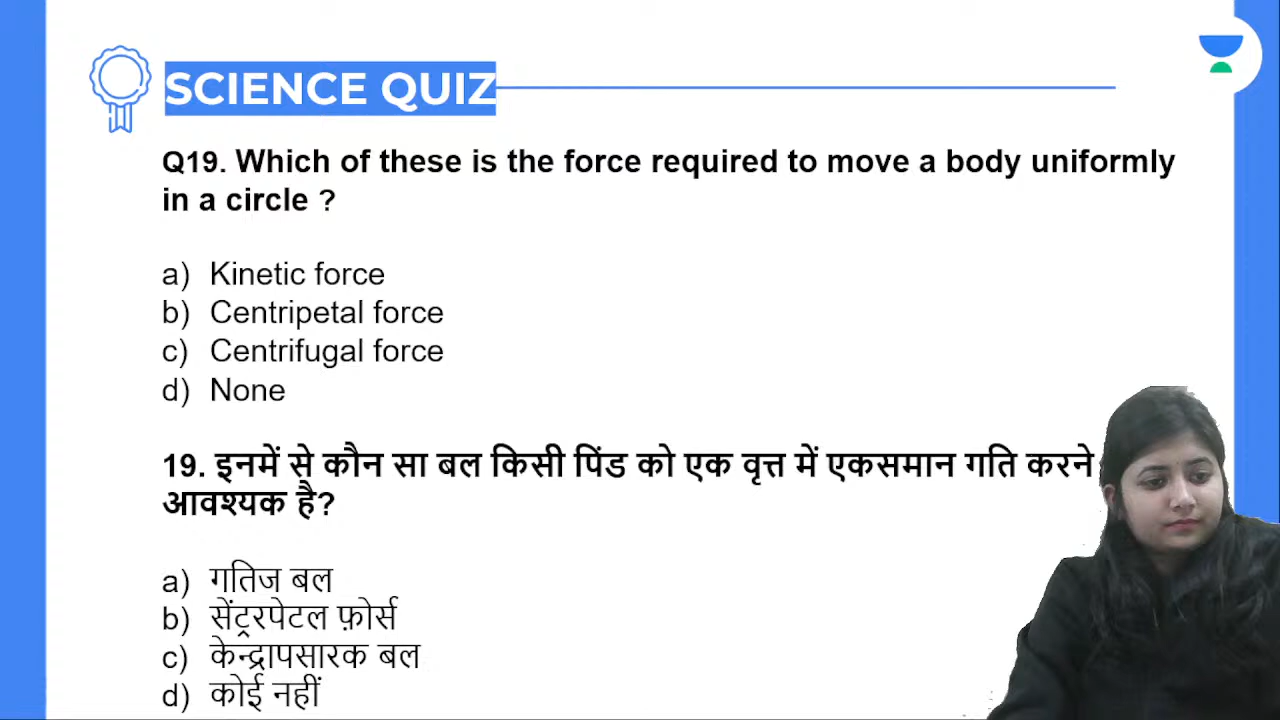 SCIENCE QUIZ
Q19. Which of these is the force required to move a body uniformly
in a circle ?
a) Kinetic force
b) Centripetal force
c) Centrifugal force
d) None
19. इनमें से कौन सा बल किसी पिंड को एक वृत्त में एकसमान गति करने
आवश्यक है?
a) गतिज बल
b) सेंट्ररपेटल फ़ोर्स
c) केन्द्रापसारक बल
d) कोई नहीं